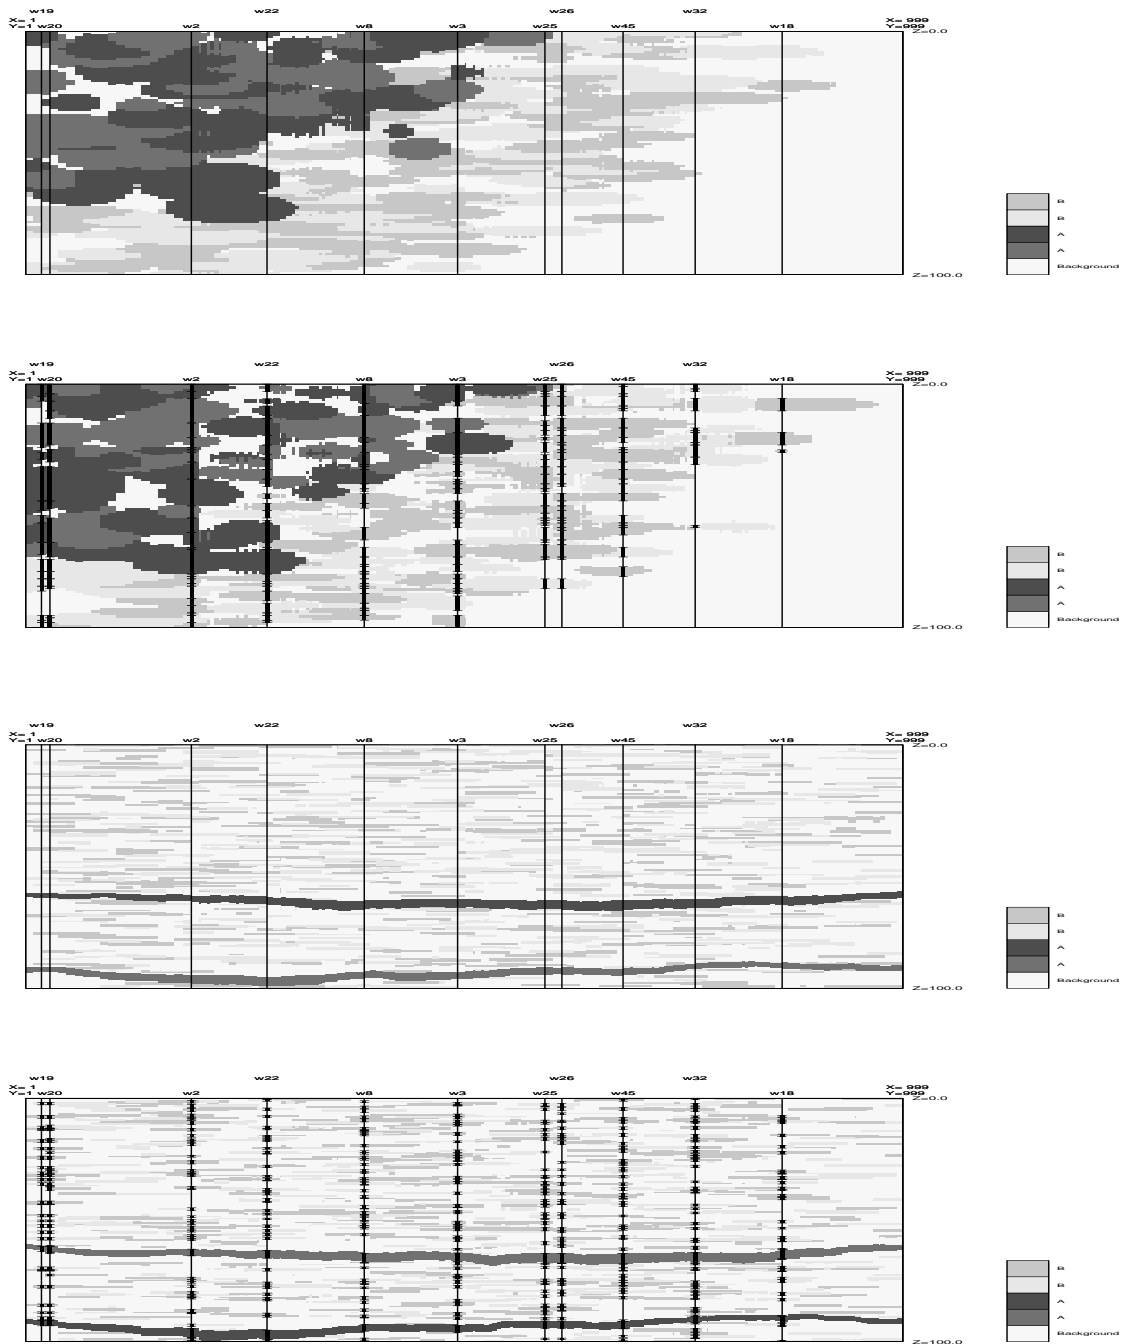 w19 w22 w26 w32
X= 1 X= 999
Y=1 w20 w2 w8 w3 w25 w45 w18 Y=999
Z=0.0
B
B
A
A
Background
Z=100.0
w19 w22 w26 w32
X= 1 X= 999
Y=1 w20 w2 w8 w3 w25 w45 w18 Y=999
Z=0.0
B
B
A
A
Background
Z=100.0
w19 w22 w26 w32
X= 1 X= 999
Y=1 w20 w2 w8 w3 w25 w45 w18 Y=999
Z=0.0
B
B
A
A
Background
Z=100.0
w19 w22 w26 w32
X= 1 X= 999
Y=1 w20 w2 w8 w3 w25 w45 w18 Y=999
Z=0.0
B
B
A
A
Background
Z=100.0